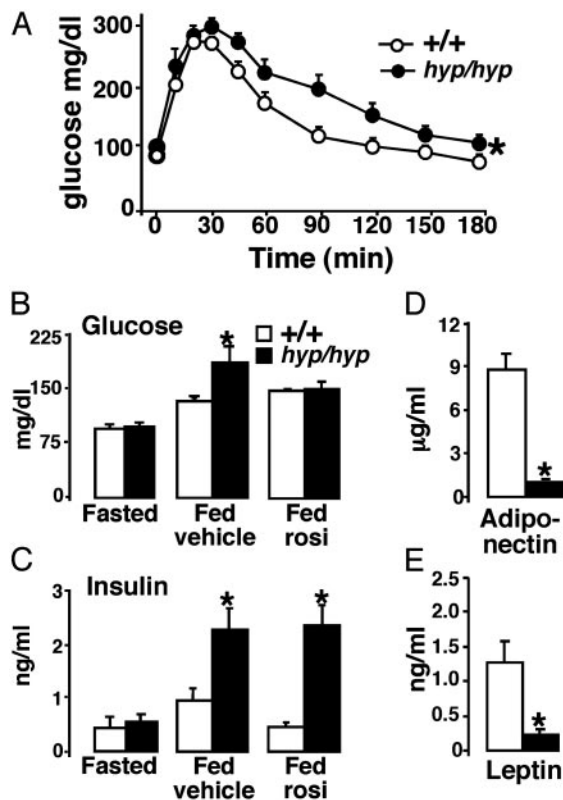 A
glucose mg/dl
300
200
100
0
+/+
hyp/hyp
*
0 30 60 90 120 150 180
Time (min)
B
Glucose
+/+
hyp/hyp
mg/dl
225
150
75
0
*
Fasted Fed Fed
vehicle rosi
C
Insulin
ng/ml
3
2
1
0
* *
Fasted Fed Fed
vehicle rosi
D
µg/ml
12
9
6
3
0
*
Adipo-
nectin
E
ng/ml
2.5
2.0
1.5
1.0
.5
0
*
Leptin